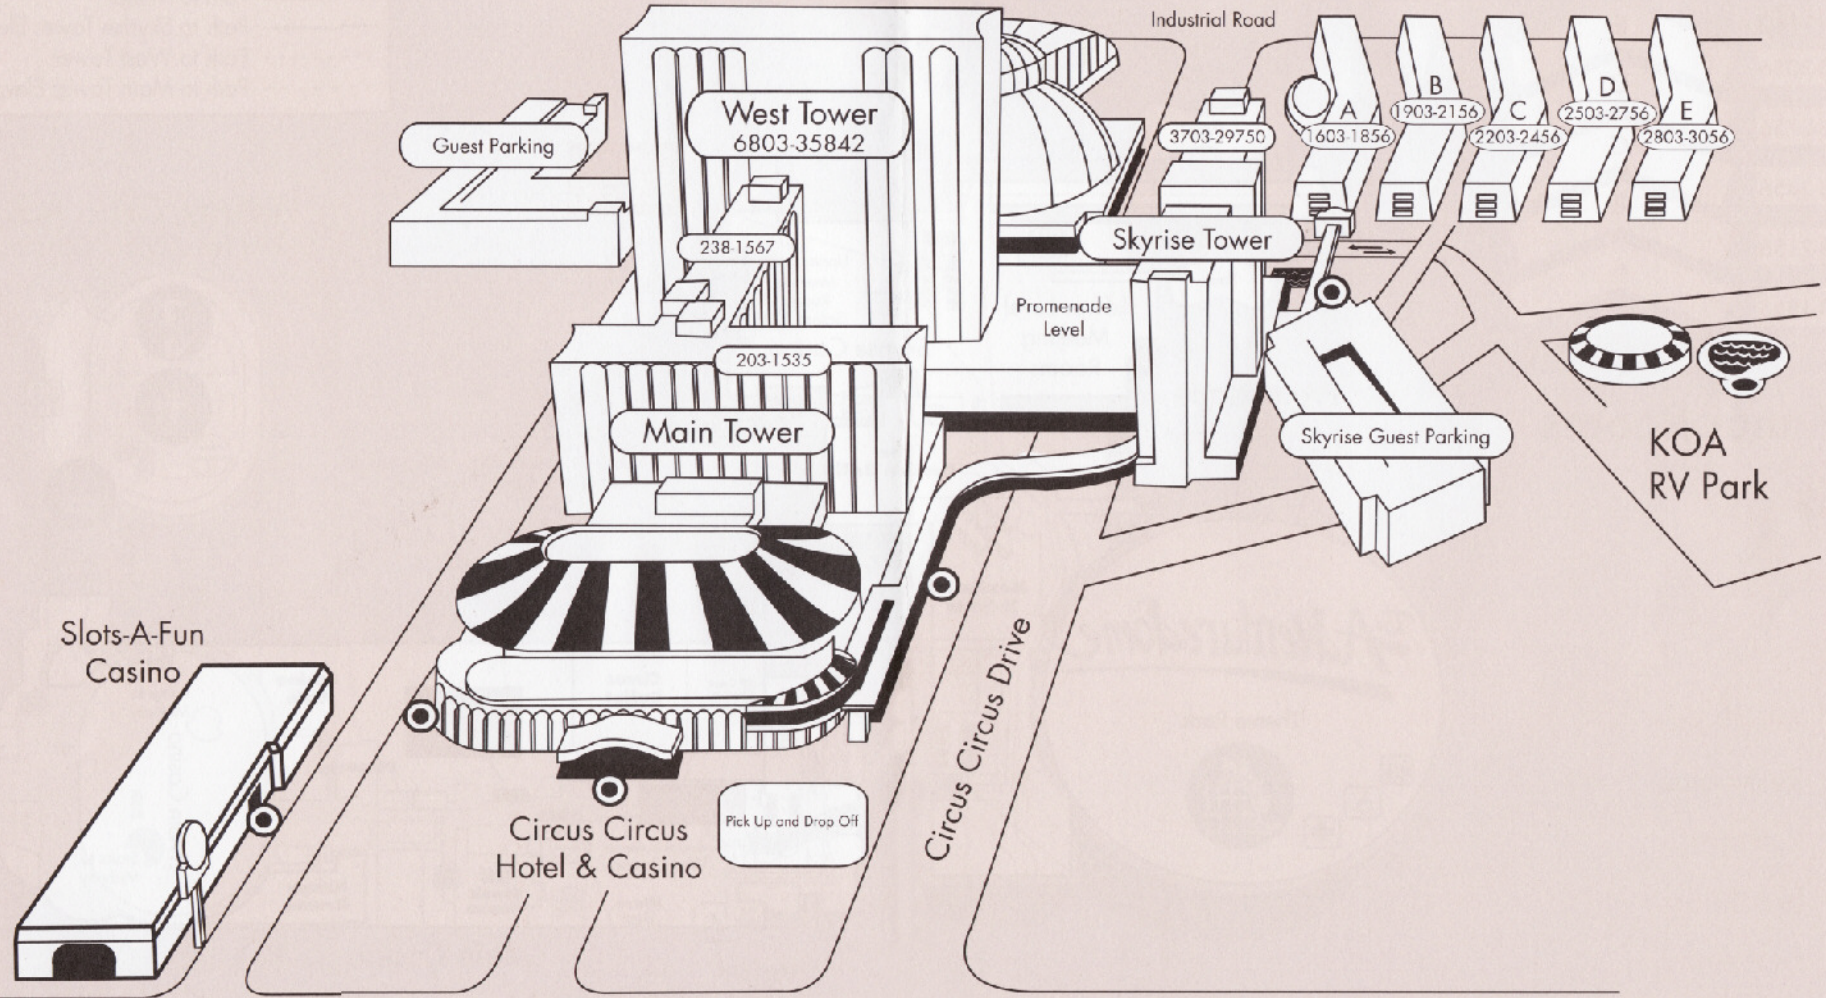 Industrial Road
West Tower
6803-35842
Guest Parking
3703-29750
A
1603-1856
B
1903-2156
C
2203-2456
D
2503-2756
E
2803-3056
238-1567
Skyrise Tower
Promenade
Level
203-1535
Main Tower
Skyrise Guest Parking
KOA
RV Park
Slots-A-Fun
Casino
Circus Circus
Hotel & Casino
Pick Up and Drop Off
Circus Circus Drive